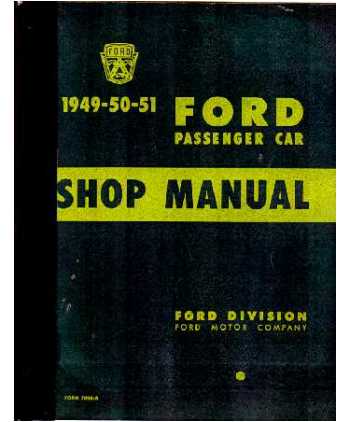 FORD
1949-50-51 FORD
PASSENGER CAR
SHOP MANUAL
FORD DIVISION
FORD MOTOR COMPANY